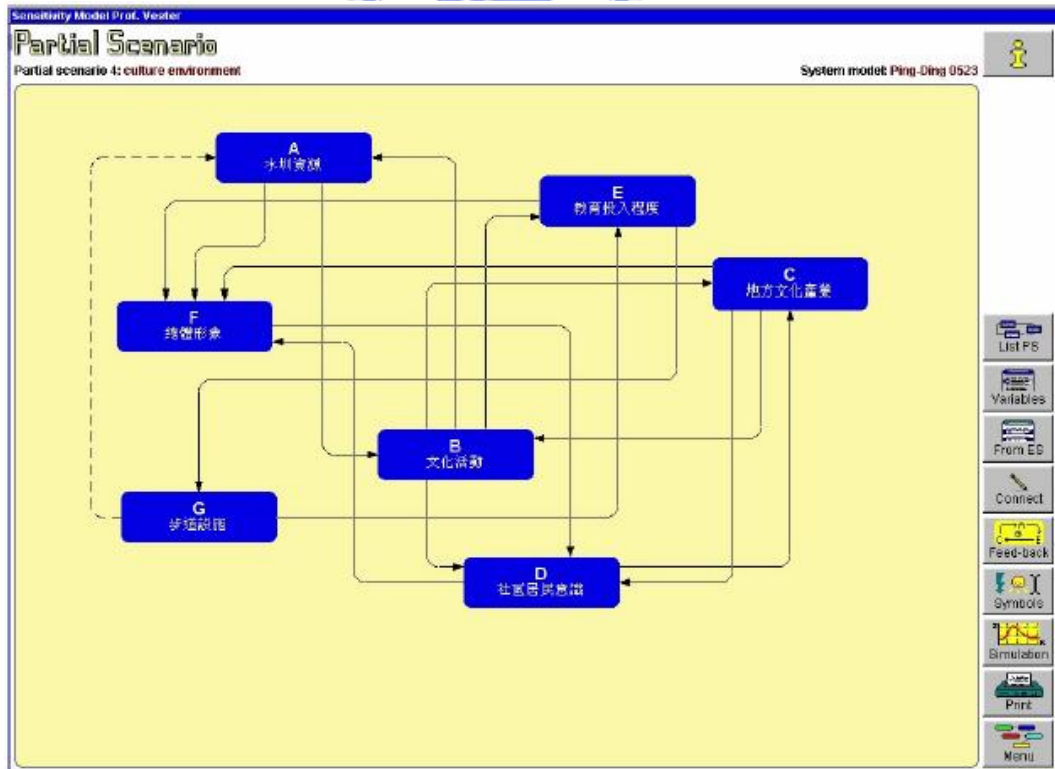 Sensitivity Model Prof. Vester
Partial Scenario
Partial scenario 4: culture environment
System model: Ping-Ding 0523
A
水圳資源
E
教育投入程度
C
地方文化產業
F
總體形象
B
文化活動
G
步道設施
D
社區居民意識
List PS
Variables
From ES
Connect
Feed-back
Symbols
Simulation
Print
Menu